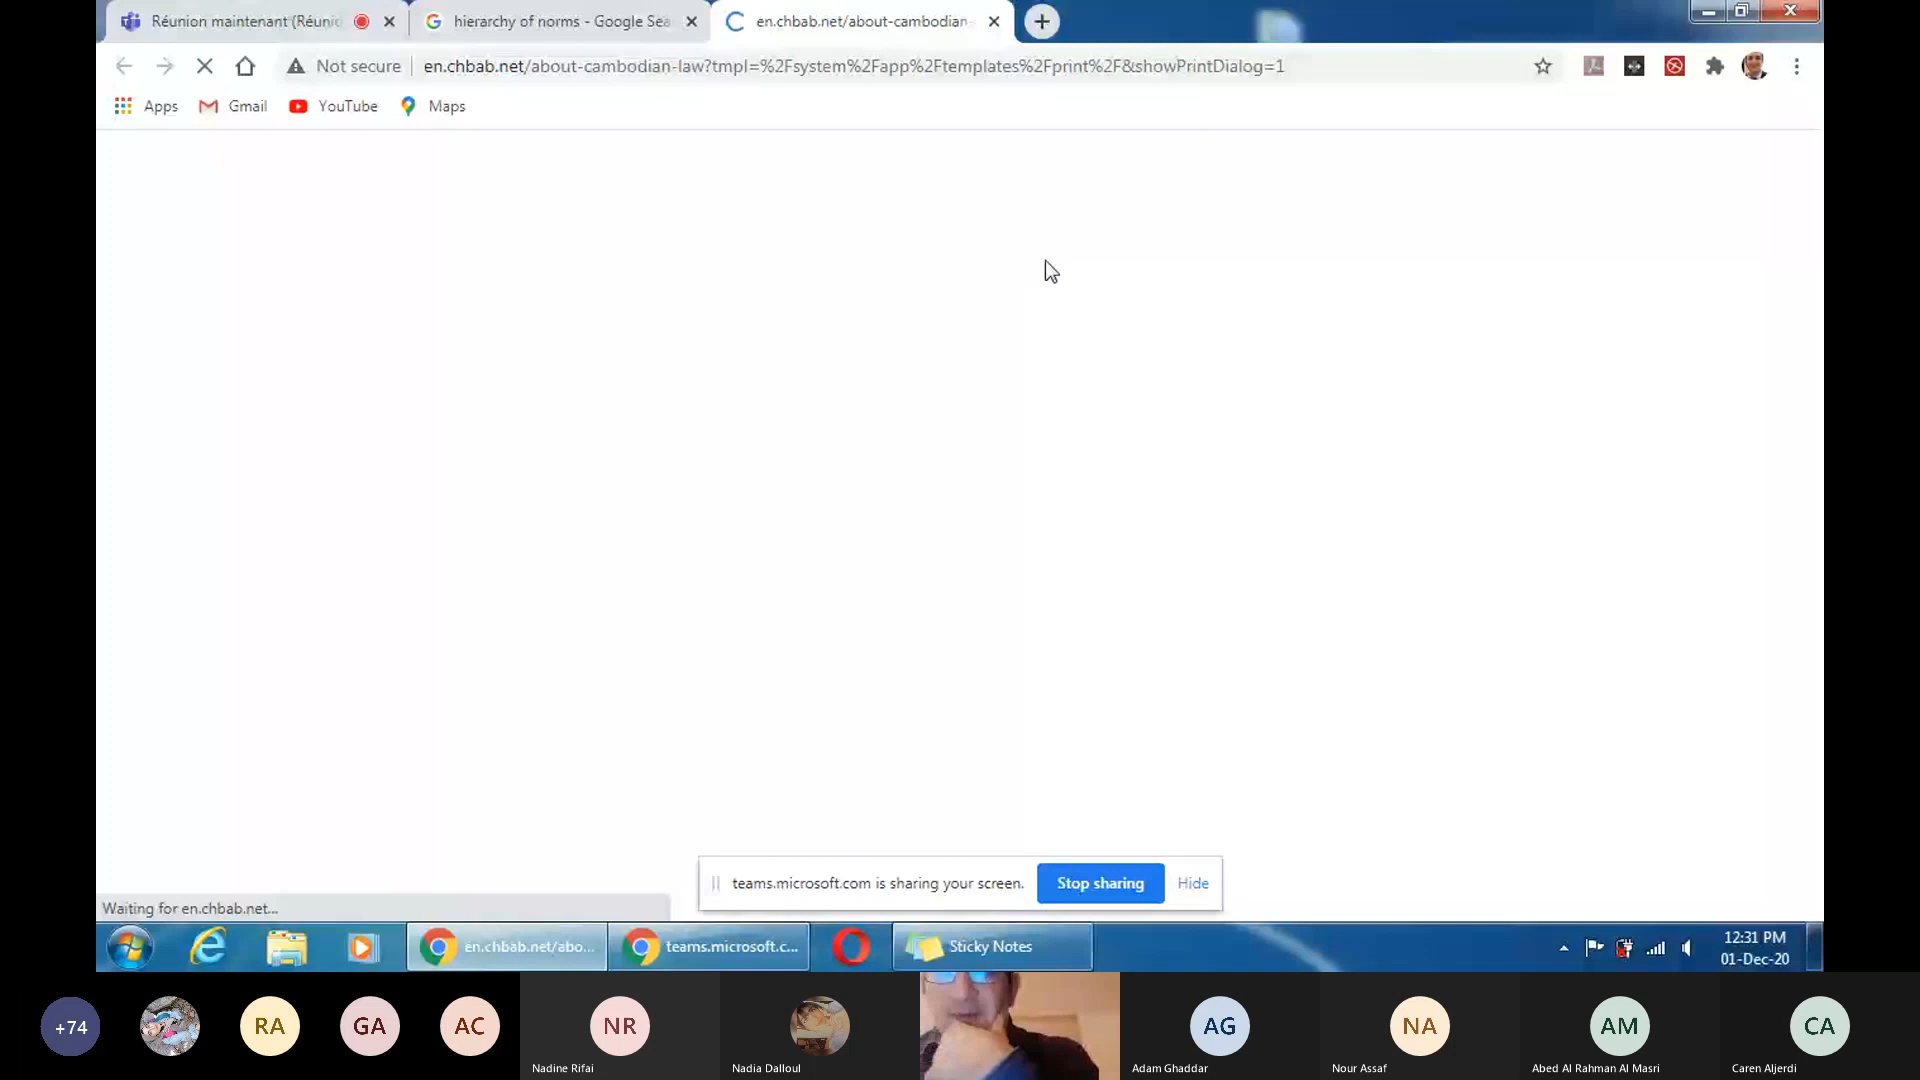 Réunion maintenant (Réunio
hierarchy of norms - Google Sea
en.chbab.net/about-cambodian-
Not secure
en.chbab.net/about-cambodian-law?tmpl=%2Fsystem%2Fapp%2Ftemplates%2Fprint%2F&showPrintDialog=1
Apps
Gmail
YouTube
Maps
teams.microsoft.com is sharing your screen.
Stop sharing
Hide
Waiting for en.chbab.net...
en.chbab.net/abo...
teams.microsoft.c...
Sticky Notes
12:31 PM
01-Dec-20
+74
RA
GA
AC
NR
Nadine Rifai
Nadia Dalloul
AG
Adam Ghaddar
NA
Nour Assaf
AM
Abed Al Rahman Al Masri
CA
Caren Aljerdi